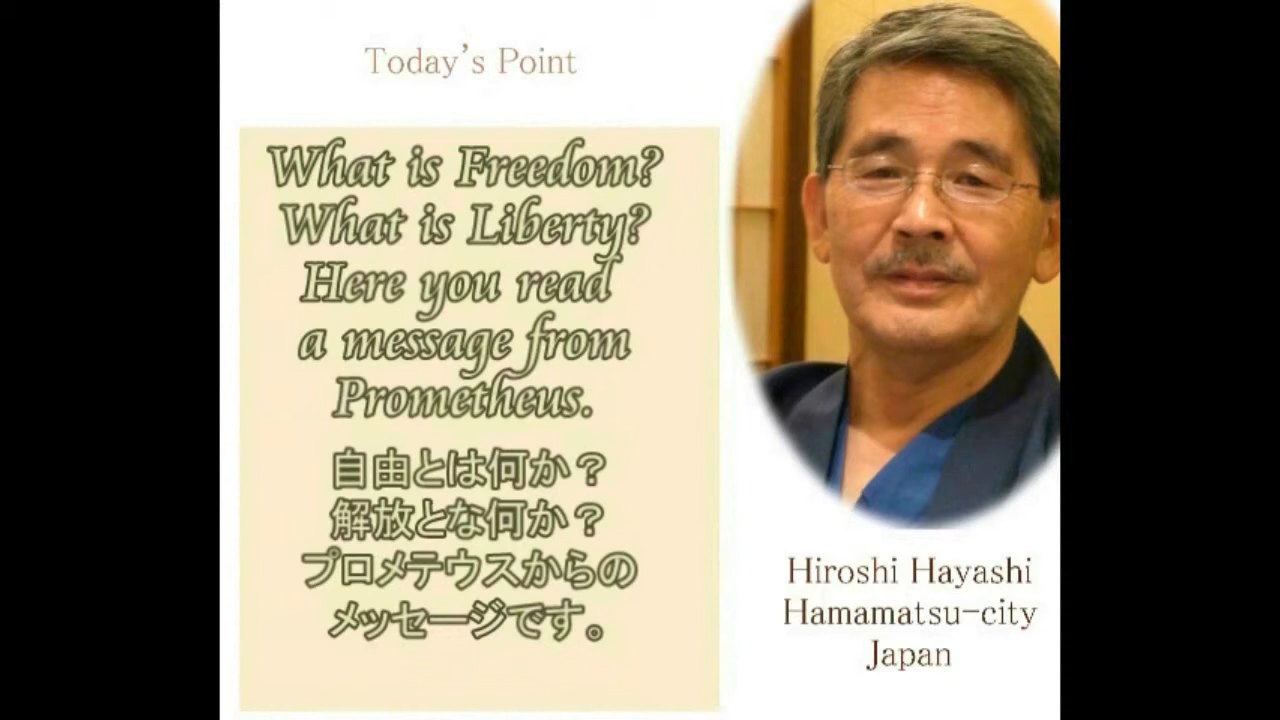 Today's Point
What is Freedom?
What is Liberty?
Here you read
a message from
Prometheus.
自由とは何か？
解放とな何か？
プロメテウスからの
メッセージです。
Hiroshi Hayashi
Hamamatsu-city
Japan